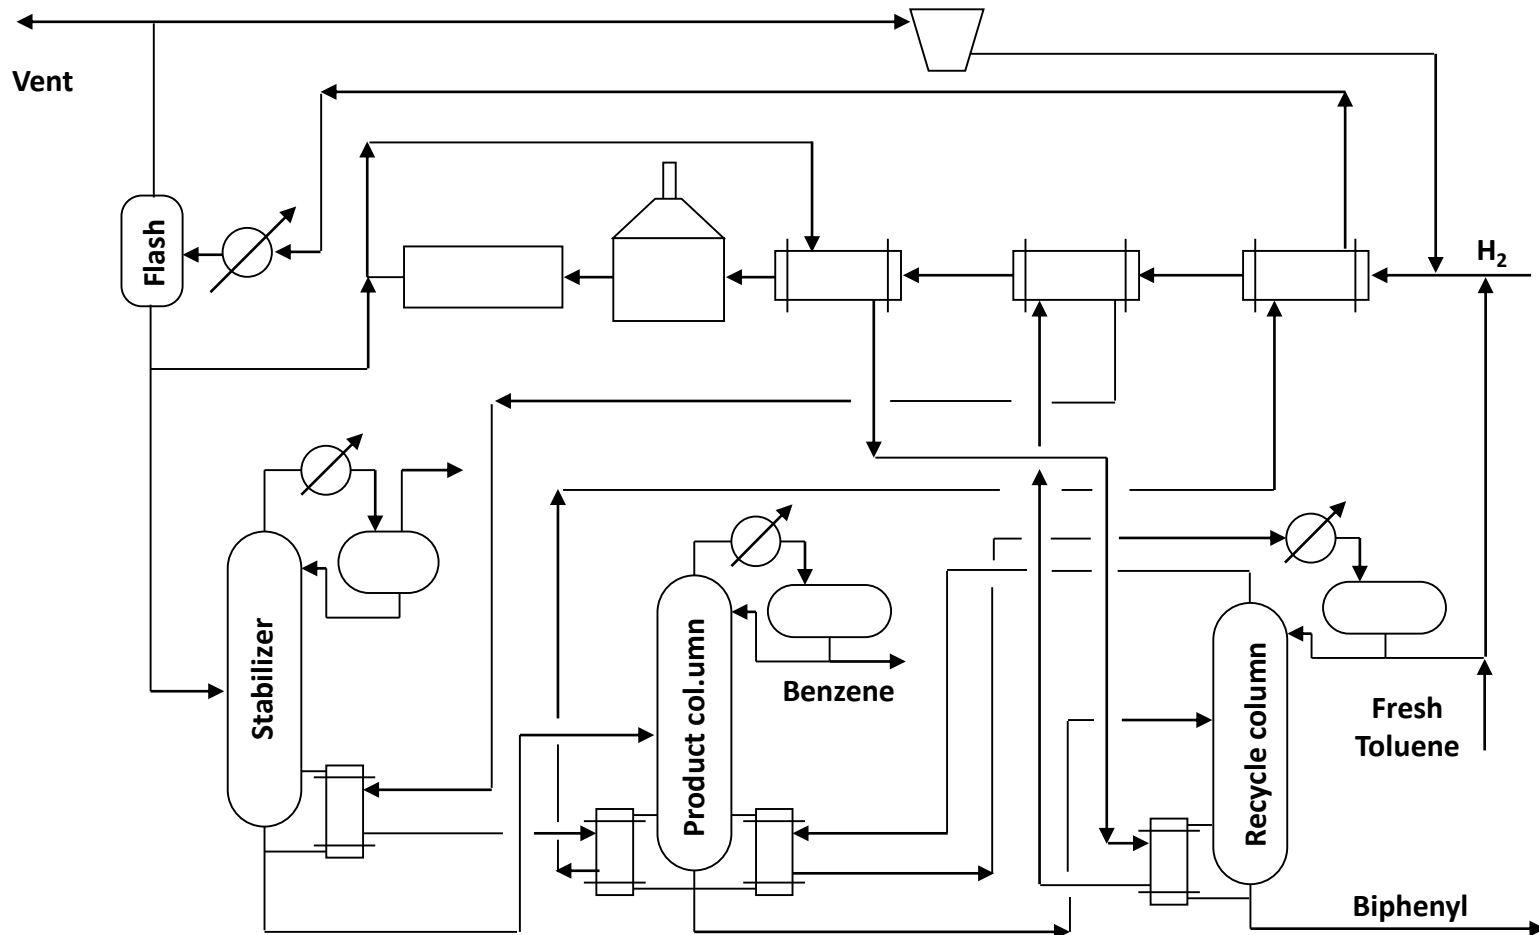 Vent
Flash
H2
Stabilizer
Product col.umn
Benzene
Recycle column
Fresh
Toluene
Biphenyl